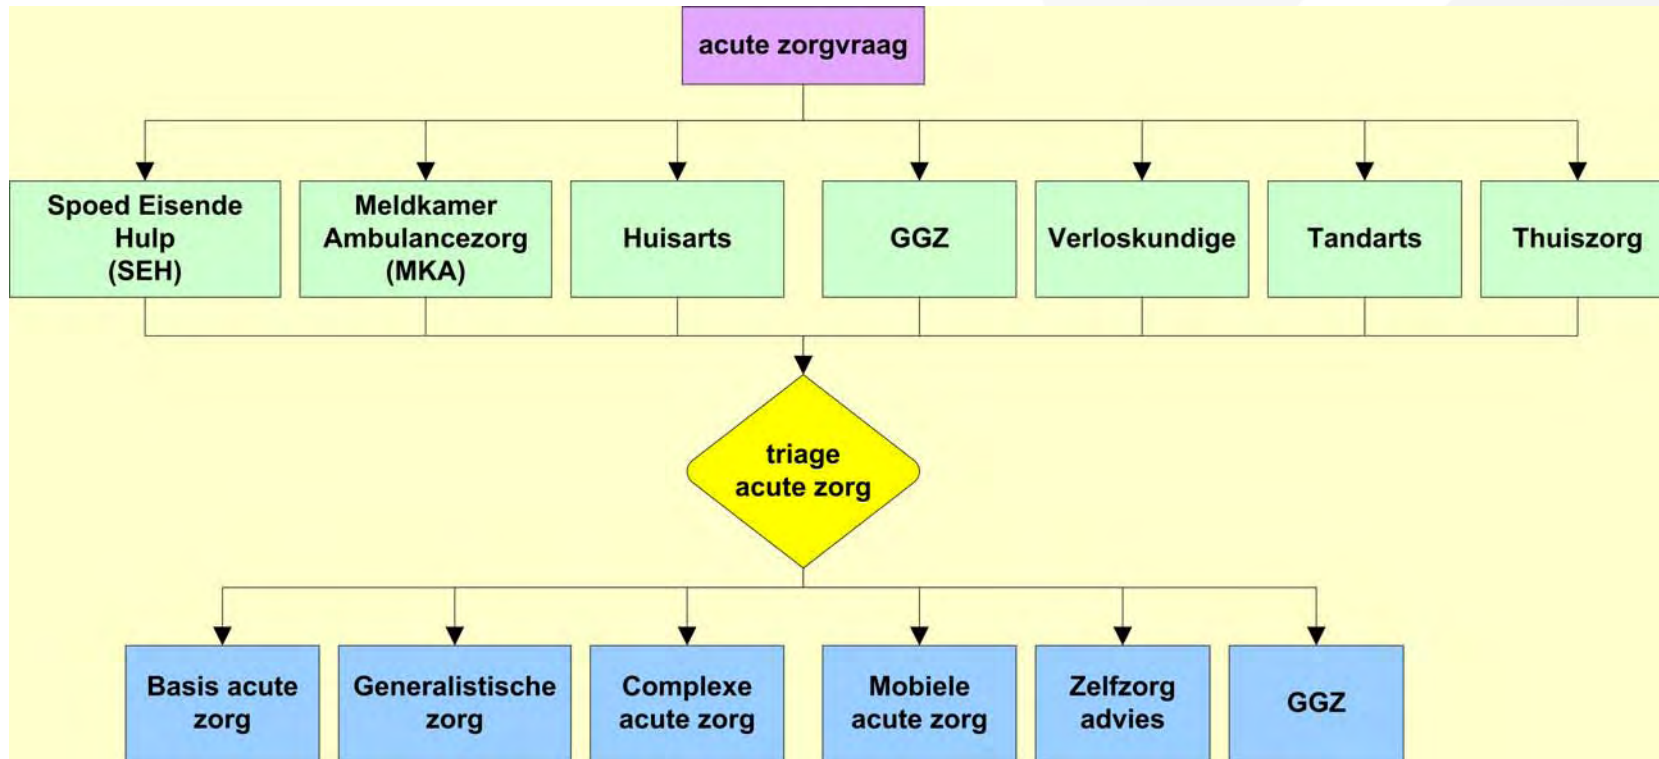 acute zorgvraag
Spoed Eisende
Hulp
(SEH)
Meldkamer
Ambulancezorg
(MKA)
Huisarts
GGZ
Verloskundige
Tandarts
Thuiszorg
triage
acute zorg
Basis acute
zorg
Generalistische
zorg
Complexe
acute zorg
Mobiele
acute zorg
Zelfzorg
advies
GGZ